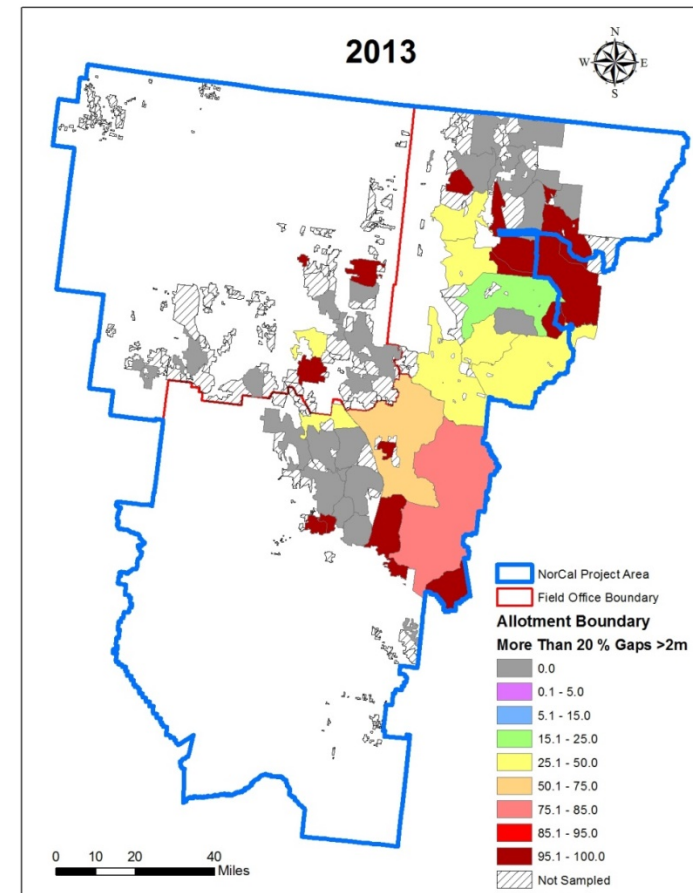 2013
N
W E
S
NorCal Project Area
Field Office Boundary
Allotment Boundary
More Than 20 % Gaps >2m
0.0
0.1 - 5.0
5.1 - 15.0
15.1 - 25.0
25.1 - 50.0
50.1 - 75.0
75.1 - 85.0
85.1 - 95.0
95.1 - 100.0
Not Sampled
0 10 20 40
Miles